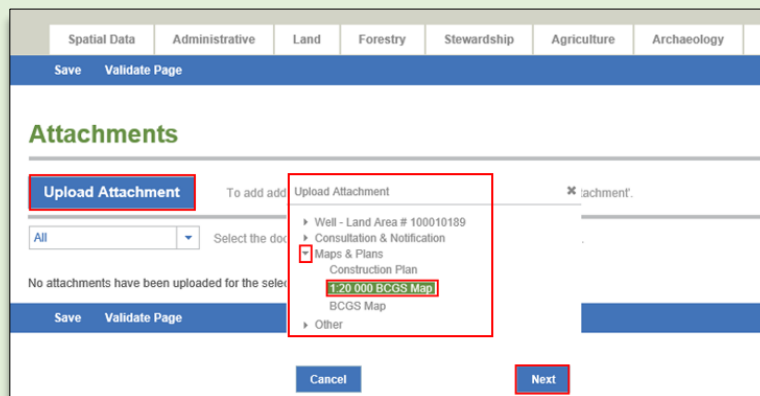 Spatial Data Administrative Land Forestry Stewardship Agriculture Archaeology
Save Validate Page
Attachments
Upload Attachment To add add
Upload Attachment ✖
tachment'.
Well - Land Area # 100010189
All Select the doc
Consultation & Notification
Maps & Plans
Construction Plan
No attachments have been uploaded for the selec
1:20 000 BCGS Map
BCGS Map
Save Validate Page
Other
Cancel Next